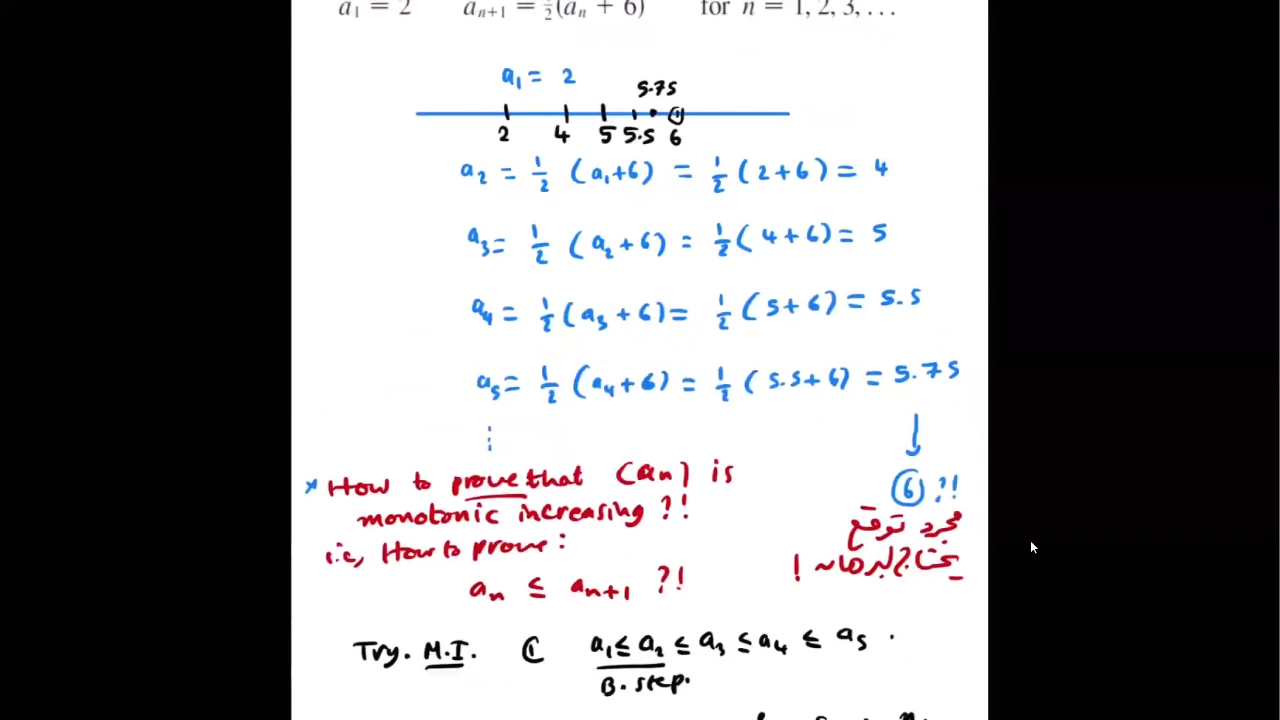 a₁ = 2 aₙ₊₁ = ½(aₙ + 6) for n = 1, 2, 3, . . .
a₁ = 2
5.75
2 4 5 5.5 6
a₂ = ½ (a₁+6) = ½ (2+6) = 4
a₃ = ½ (a₂+6) = ½ (4+6) = 5
a₄ = ½ (a₃+6) = ½ (5+6) = 5.5
a₅ = ½ (a₄+6) = ½ (5.5+6) = 5.75
⋮
↓
6 ?!
* How to prove that (an) is
monotonic increasing ?!
i.e, How to prove :
aₙ ≤ aₙ₊₁ ?!
مجرد توقع
يحتاج لبرهان !
Try. M.I. ① a₁ ≤ a₂ ≤ a₃ ≤ a₄ ≤ a₅ .
B. step.